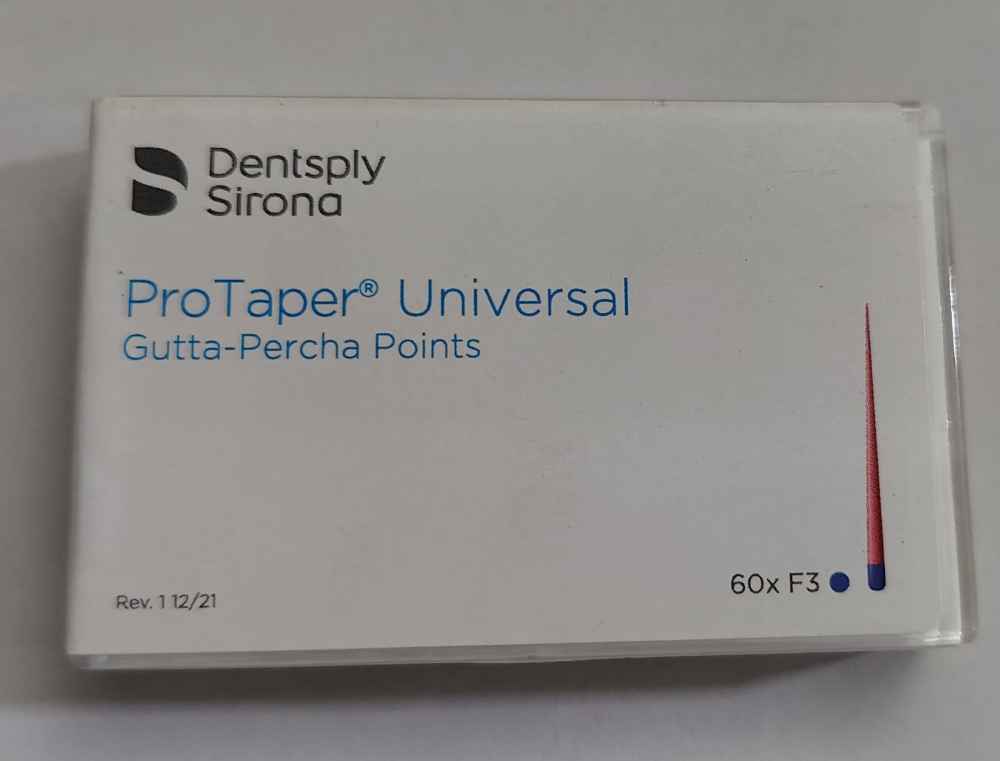 Dentsply
Sirona
ProTaper® Universal
Gutta-Percha Points
60x F3
Rev. 1 12/21